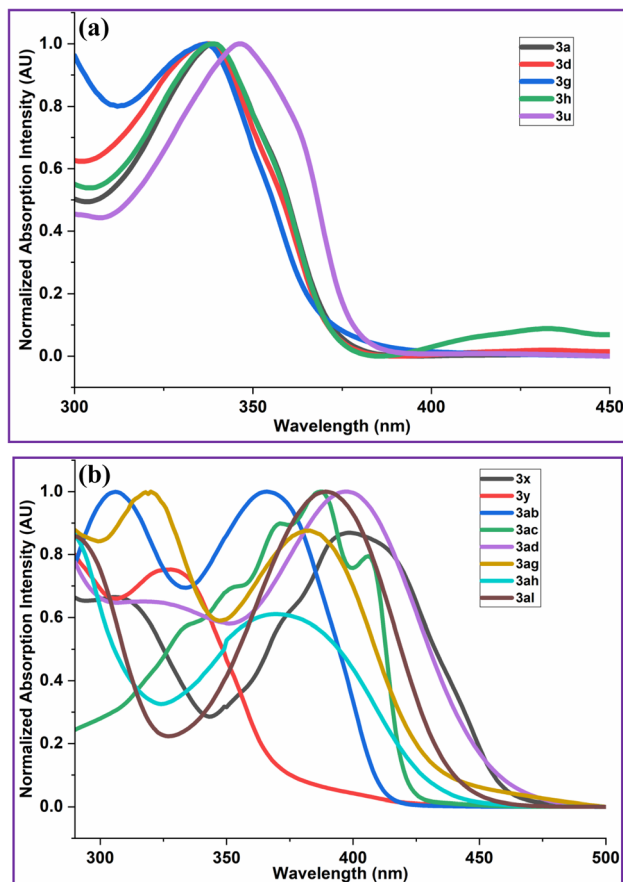 (a)
3a
3d
3g
3h
3u
Normalized Absorption Intensity (AU)
1.0
0.8
0.6
0.4
0.2
0.0
300
350
400
450
Wavelength (nm)
(b)
3x
3y
3ab
3ac
3ad
3ag
3ah
3al
Normalized Absorption Intensity (AU)
1.0
0.8
0.6
0.4
0.2
0.0
300
350
400
450
500
Wavelength (nm)